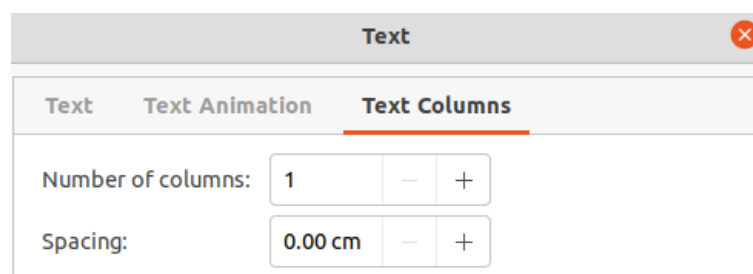 Text
Text Text Animation Text Columns
Number of columns: 1
Spacing: 0.00 cm